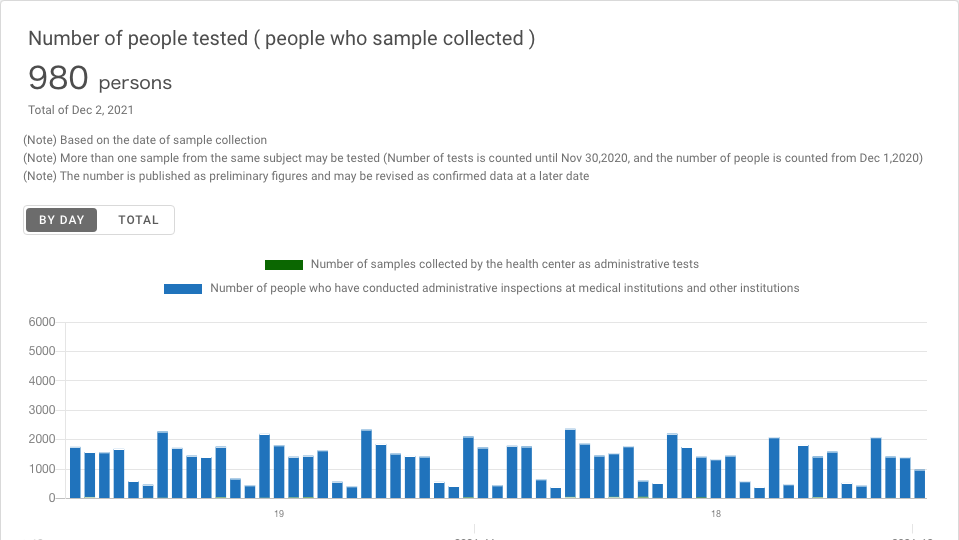 Number of people tested ( people who sample collected )
980 persons
Total of Dec 2, 2021
(Note) Based on the date of sample collection
(Note) More than one sample from the same subject may be tested (Number of tests is counted until Nov 30,2020, and the number of people is counted from Dec 1,2020)
(Note) The number is published as preliminary figures and may be revised as confirmed data at a later date
BY DAY TOTAL
Number of samples collected by the health center as administrative tests
Number of people who have conducted administrative inspections at medical institutions and other institutions
6000
5000
4000
3000
2000
1000
0
19 18